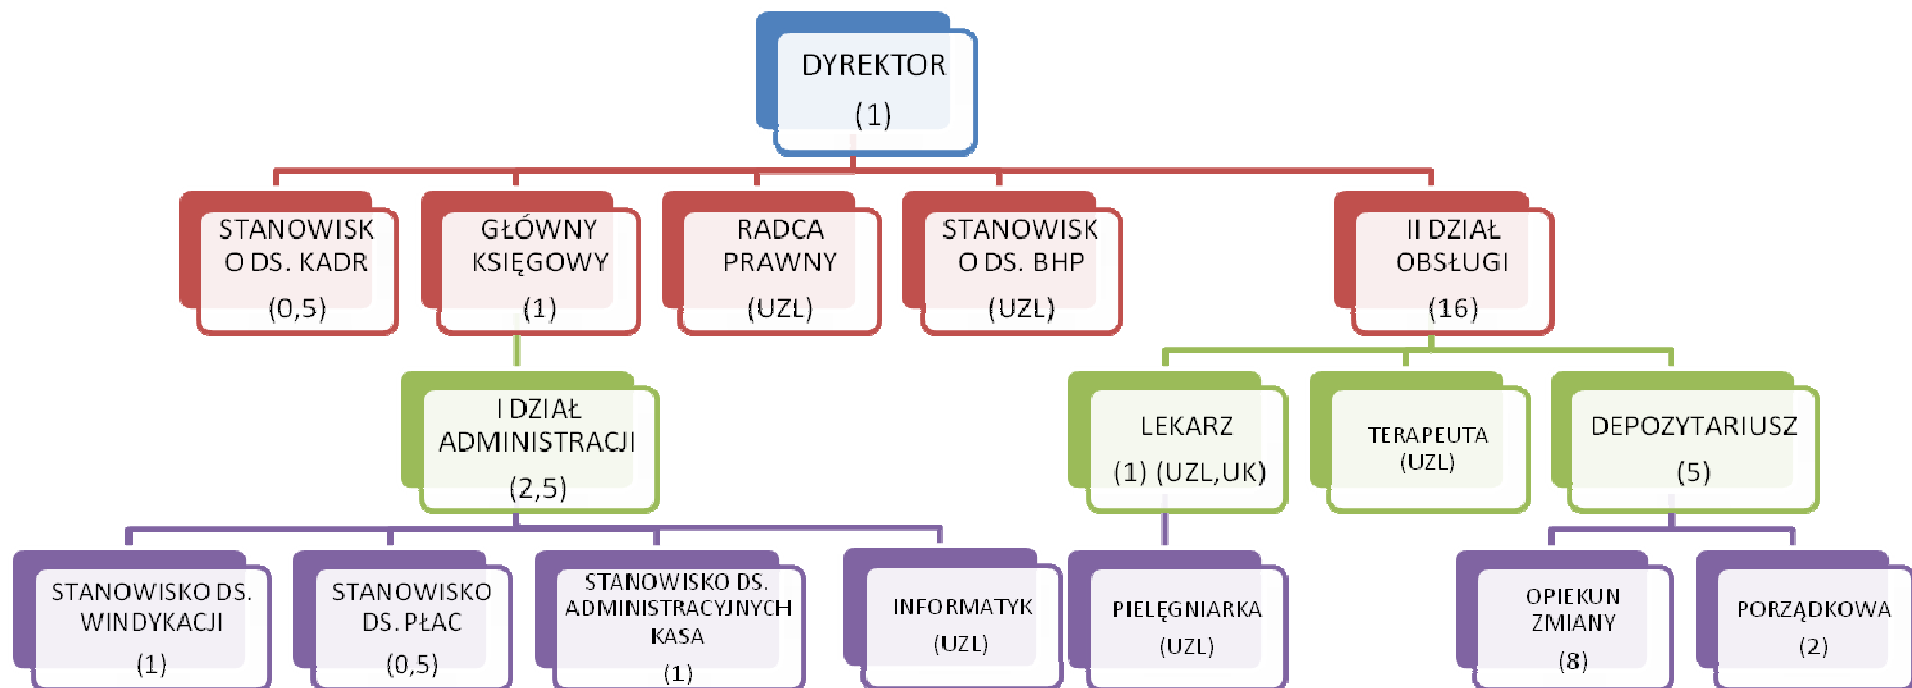 DYREKTOR
(1)
STANOWISK
O DS. KADR
(0,5)
GŁÓWNY
KSIĘGOWY
(1)
RADCA
PRAWNY
(UZL)
STANOWISK
O DS. BHP
(UZL)
II DZIAŁ
OBSŁUGI
(16)
I DZIAŁ
ADMINISTRACJI
(2,5)
LEKARZ
(1) (UZL,UK)
TERAPEUTA
(UZL)
DEPOZYTARIUSZ
(5)
STANOWISKO DS.
WINDYKACJI
(1)
STANOWISKO
DS. PŁAC
(0,5)
STANOWISKO DS.
ADMINISTRACYJNYCH
KASA
(1)
INFORMATYK
(UZL)
PIELĘGNIARKA
(UZL)
OPIEKUN
ZMIANY
(8)
PORZĄDKOWA
(2)